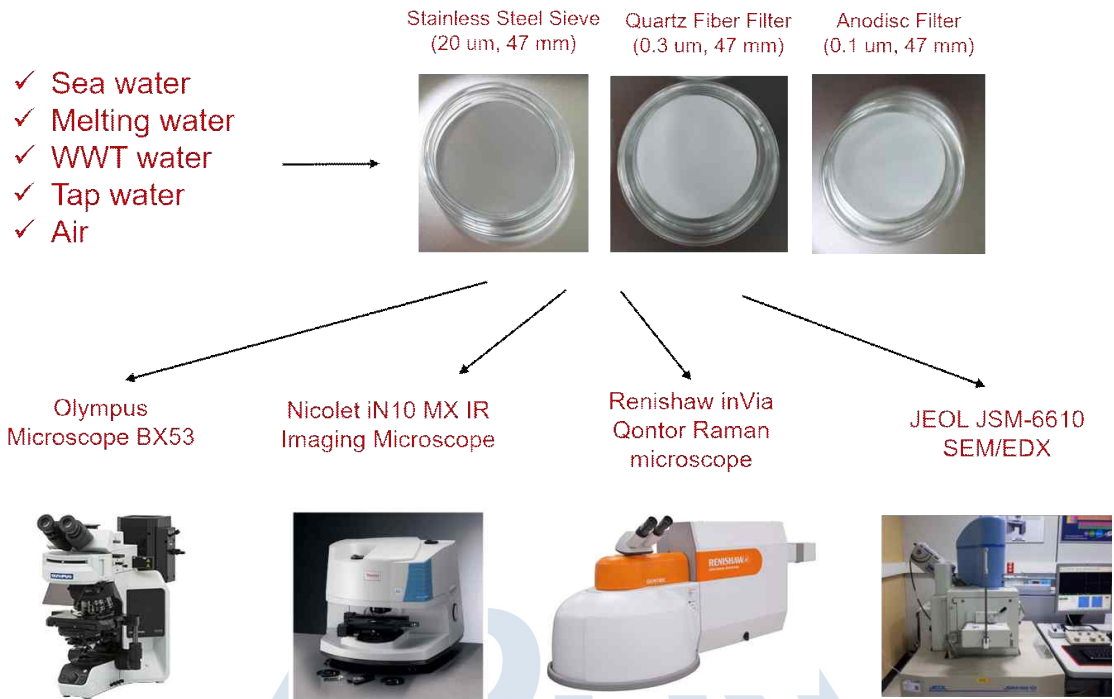 Stainless Steel Sieve
(20 um, 47 mm)
Quartz Fiber Filter
(0.3 um, 47 mm)
Anodisc Filter
(0.1 um, 47 mm)
✓ Sea water
✓ Melting water
✓ WWT water
✓ Tap water
✓ Air
Olympus
Microscope BX53
Nicolet iN10 MX IR
Imaging Microscope
Renishaw inVia
Qontor Raman
microscope
JEOL JSM-6610
SEM/EDX
OLYMPUS
RENISHAW